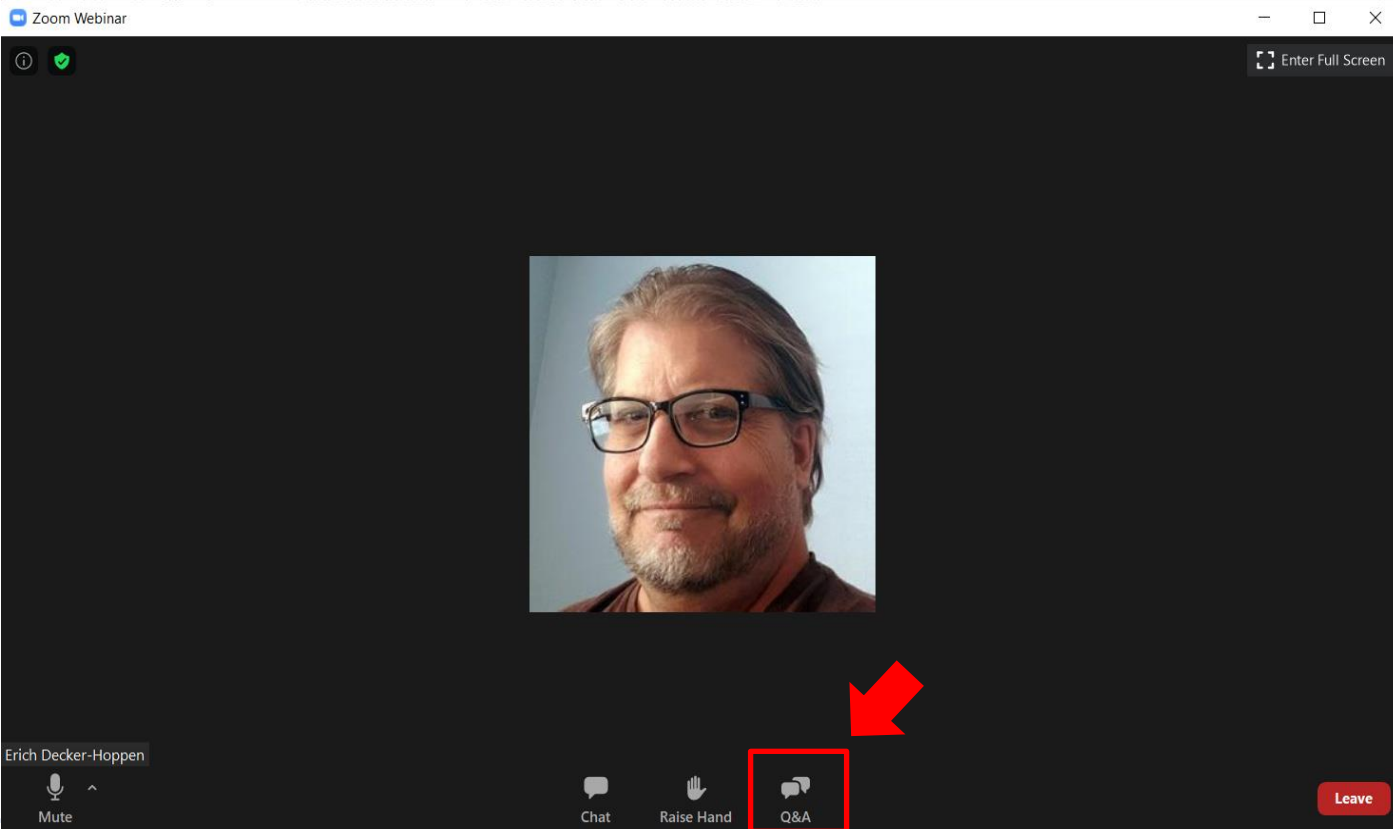 Zoom Webinar
Enter Full Screen
Erich Decker-Hoppen
Mute
Chat
Raise Hand
Q&A
Leave